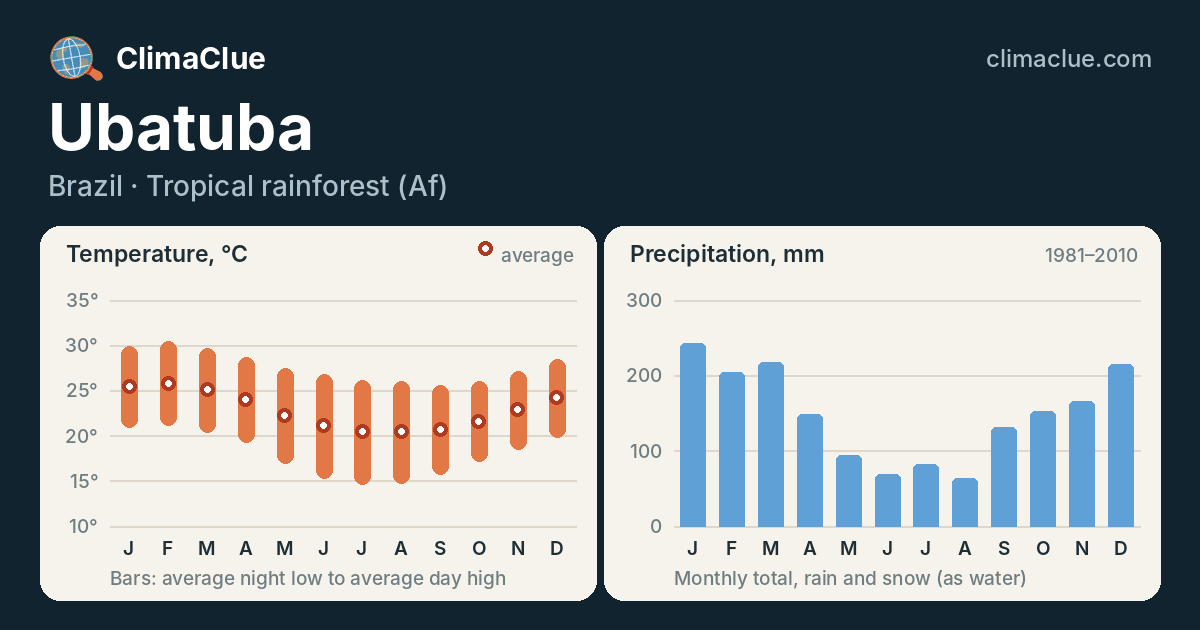 ClimaClue
climaclue.com
Ubatuba
Brazil · Tropical rainforest (Af)
Temperature, °C
average
35°
30°
25°
20°
15°
10°
J F M A M J J A S O N D
Bars: average night low to average day high
Precipitation, mm
1981–2010
300
200
100
0
J F M A M J J A S O N D
Monthly total, rain and snow (as water)